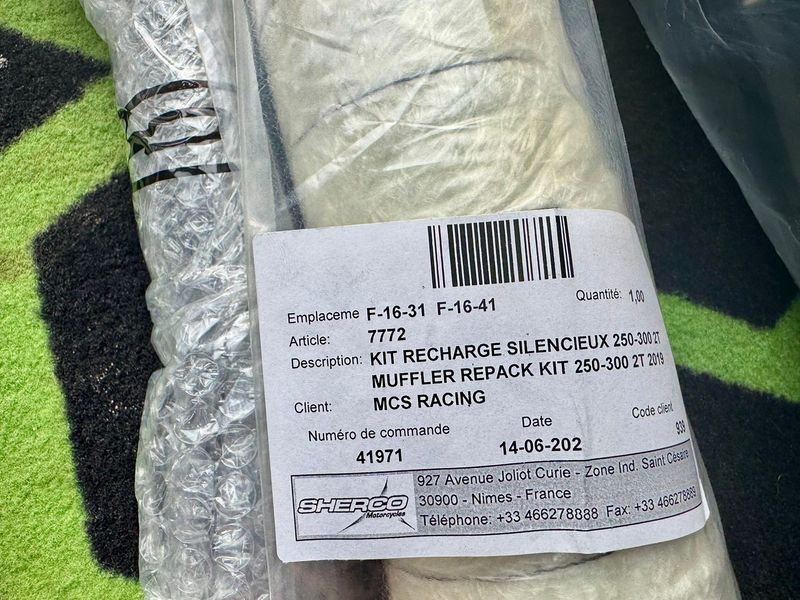 Emplaceme F-16-31 F-16-41 Quantité: 1,00
Article: 7772
Description: KIT RECHARGE SILENCIEUX 250-300 2T
MUFFLER REPACK KIT 250-300 2T 2019
Client: MCS RACING
Numéro de commande Date Code client
41971 14-06-202 939
SHERCO
Motorcycles
927 Avenue Joliot Curie - Zone Ind. Saint Césaire
30900 - Nimes - France
Téléphone: +33 466278888 Fax: +33 466278889